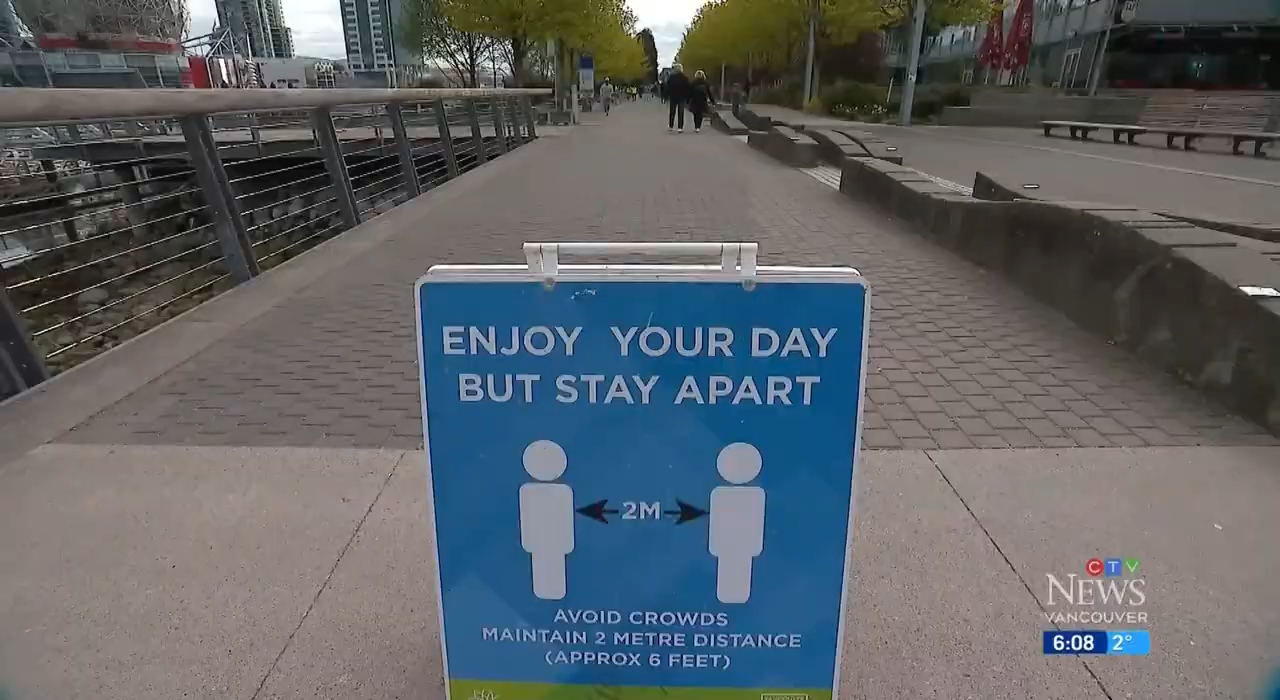 ENJOY YOUR DAY
BUT STAY APART
2M
AVOID CROWDS
MAINTAIN 2 METRE DISTANCE
(APPROX 6 FEET)
CTV
NEWS
VANCOUVER
6:08 2°